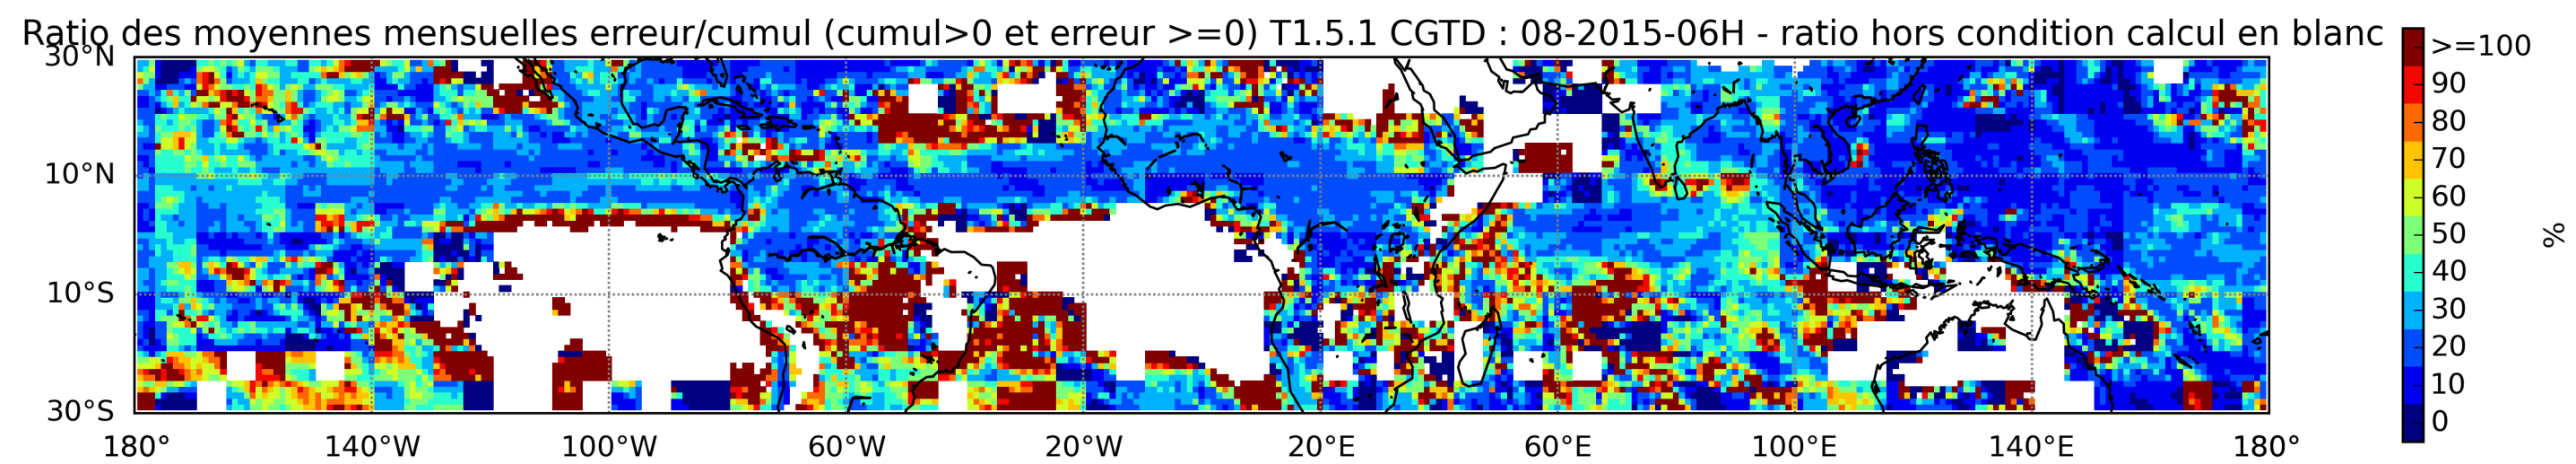 Ratio des moyennes mensuelles erreur/cumul (cumul>0 et erreur >=0) T1.5.1 CGTD : 08-2015-06H - ratio hors condition calcul en blanc
30°N
10°N
10°S
30°S
180° 140°W 100°W 60°W 20°W 20°E 60°E 100°E 140°E 180°
>=100
90
80
70
60
50
40
30
20
10
0
%